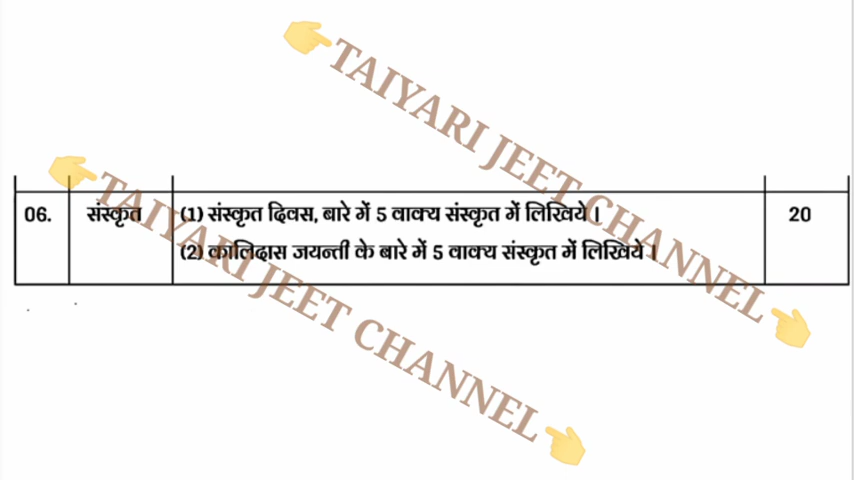 TAIYARI JEET CHANNEL
TAIYARI JEET CHANNEL
06. संस्कृत (1) संस्कृत दिवस, बारे में 5 वाक्य संस्कृत में लिखिये। 20
(2) कालिदास जयन्ती के बारे में 5 वाक्य संस्कृत में लिखिये।